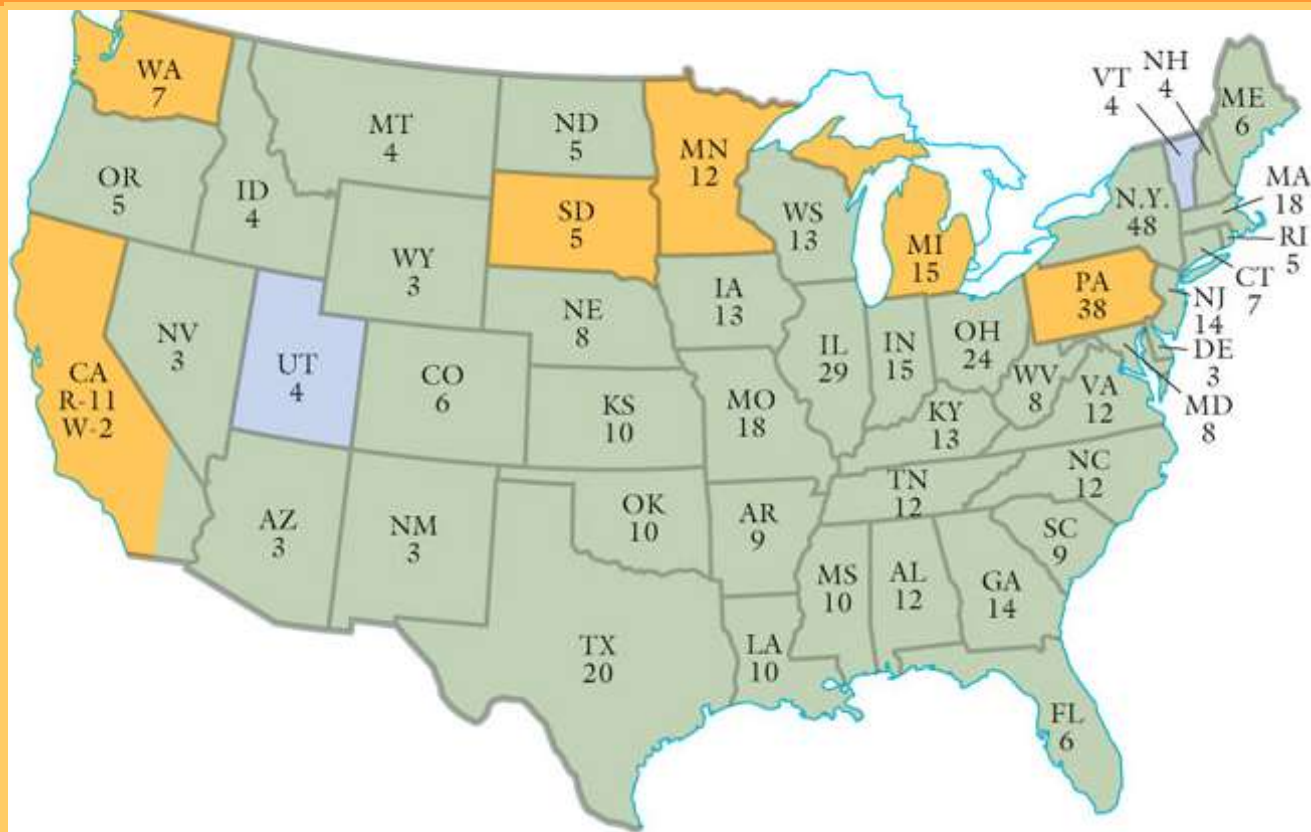 WA
7
MT
4
ND
5
MN
12
VT
4
NH
4
ME
6
OR
5
ID
4
SD
5
WS
13
MI
15
N.Y.
48
MA
18
RI
5
CT
7
WY
3
IA
13
PA
38
NJ
14
DE
3
MD
8
NE
8
NV
3
UT
4
CO
6
CA
R-11
W-2
IL
29
IN
15
OH
24
WV
8
VA
12
KS
10
MO
18
KY
13
NC
12
TN
12
AZ
3
NM
3
OK
10
AR
9
SC
9
MS
10
AL
12
GA
14
TX
20
LA
10
FL
6